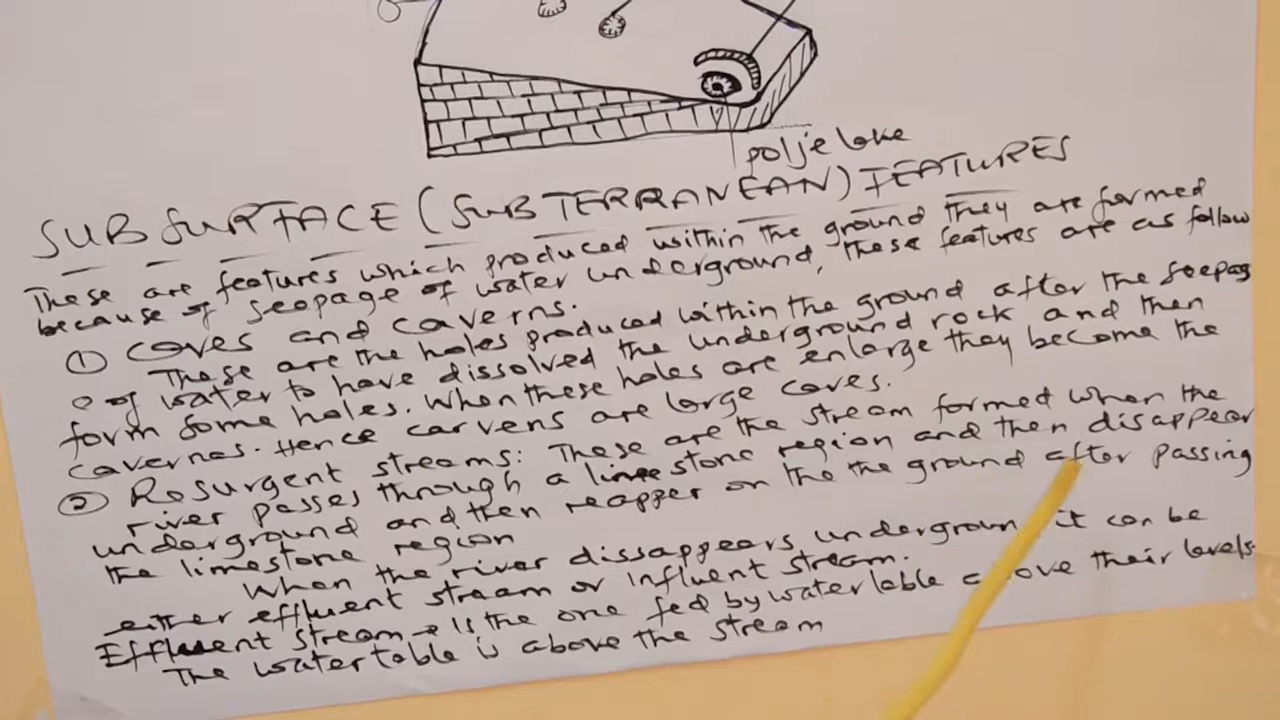 polje lake
SUBSURFACE (SUBTERRANEAN) FEATURES
These are features which produced within the ground they are formed
because of seepage of water underground, these features are as follow
① Caves and caverns.
These are the holes produced within the ground after the seepag
of water to have dissolved the underground rock and then
form some holes. When these holes are enlarge they become the
cavernas. Hence carvens are large caves.
② Resurgent streams: These are the stream formed when the
river passes through a limestone region and then disappear
underground and then reapper on the the ground after passing
the limestone region
When the river dissappears undergroun it can be
either effluent stream or influent stream.
Effluent stream → Is the one fed by water table above their levels.
The water table is above the stream